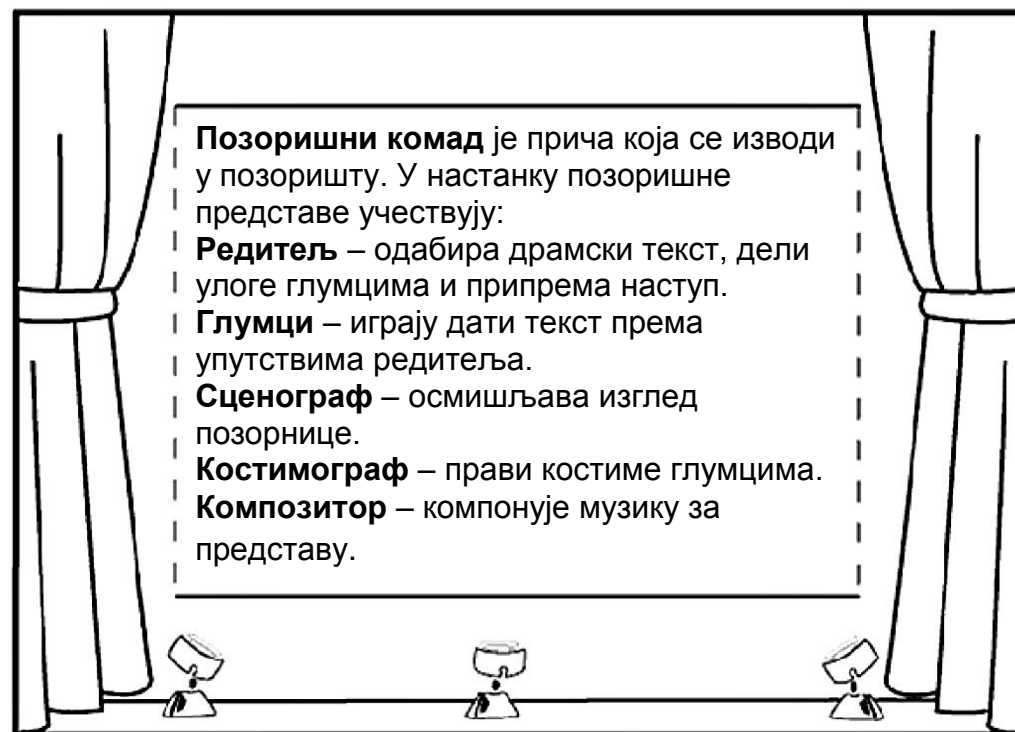 Позоришни комад је прича која се изводи
у позоришту. У настанку позоришне
представе учествују:
Редитељ – одабира драмски текст, дели
улоге глумцима и припрема наступ.
Глумци – играју дати текст према
упутствима редитеља.
Сценограф – осмишљава изглед
позорнице.
Костимограф – прави костиме глумцима.
Композитор – компонује музику за
представу.